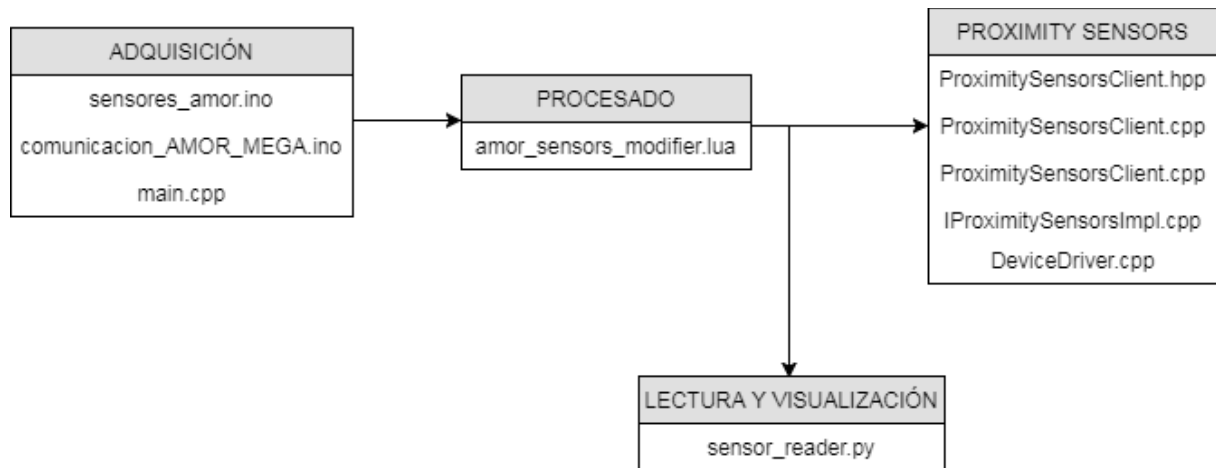 ADQUISICIÓN
sensores_amor.ino
comunicacion_AMOR_MEGA.ino
main.cpp
PROCESADO
amor_sensors_modifier.lua
PROXIMITY SENSORS
ProximitySensorsClient.hpp
ProximitySensorsClient.cpp
ProximitySensorsClient.cpp
IProximitySensorsImpl.cpp
DeviceDriver.cpp
LECTURA Y VISUALIZACIÓN
sensor_reader.py